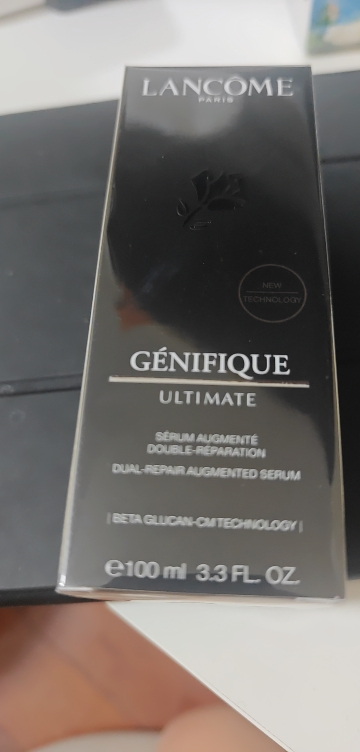 LANCÔME
PARIS
NEW
TECHNOLOGY
GÉNIFIQUE
ULTIMATE
SÉRUM AUGMENTÉ
DOUBLE-RÉPARATION
DUAL-REPAIR AUGMENTED SERUM
| BETA GLUCAN-CM TECHNOLOGY |
℮100 ml 3.3 FL. OZ.